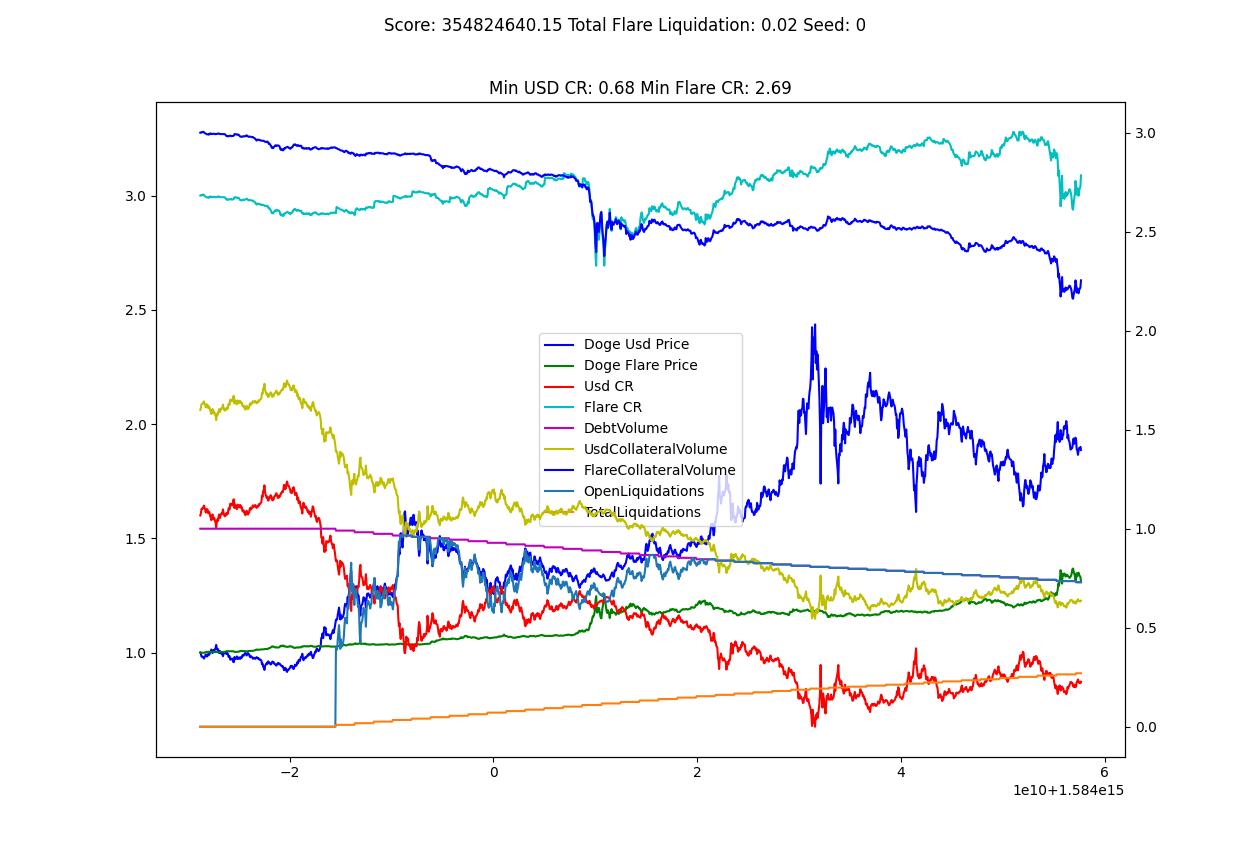 Score: 354824640.15 Total Flare Liquidation: 0.02 Seed: 0
Min USD CR: 0.68 Min Flare CR: 2.69
3.0
2.5
2.0
1.5
1.0
3.0
2.5
2.0
1.5
1.0
0.5
0.0
Doge Usd Price
Doge Flare Price
Usd CR
Flare CR
DebtVolume
UsdCollateralVolume
FlareCollateralVolume
OpenLiquidations
TotalLiquidations
−2 0 2 4 6
1e10+1.584e15